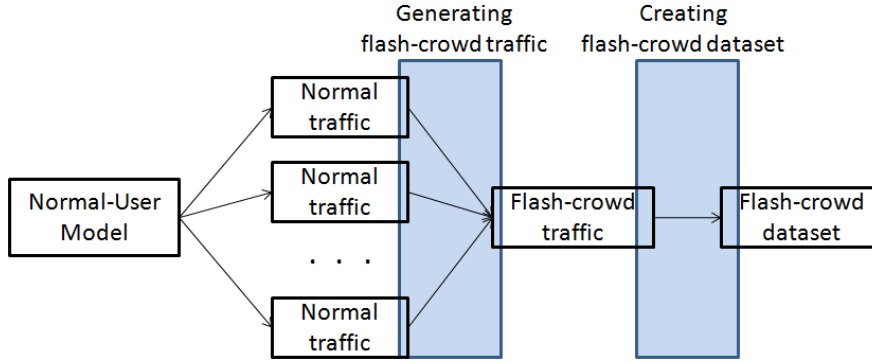 Generating
flash-crowd traffic
Creating
flash-crowd dataset
Normal
traffic
Normal
traffic
Normal-User
Model
Flash-crowd
traffic
Flash-crowd
dataset
. . .
Normal
traffic